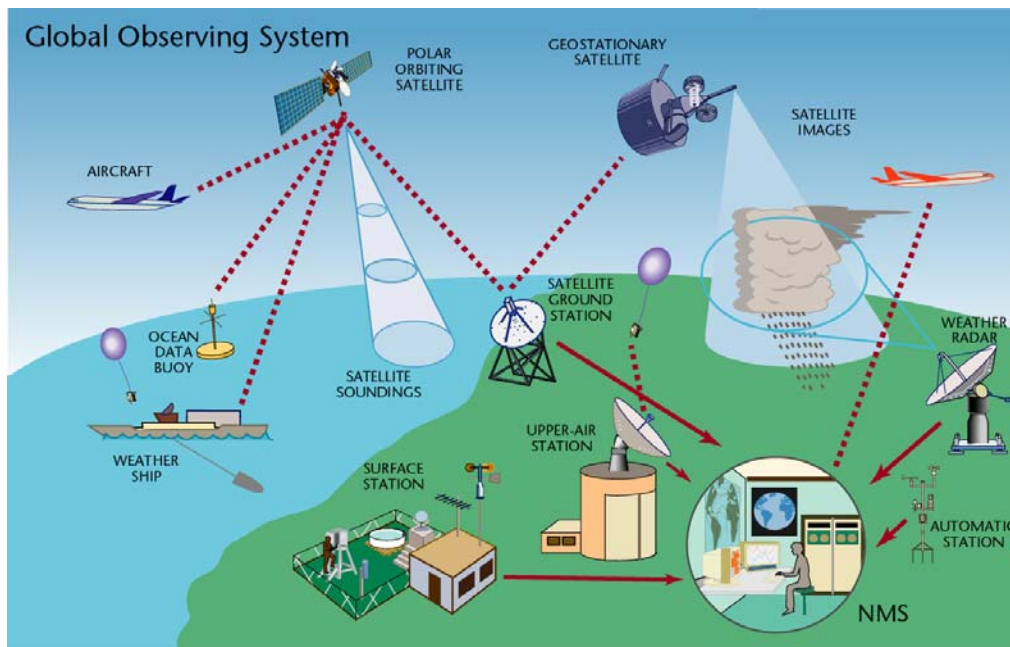 Global Observing System
POLAR
ORBITING
SATELLITE
GEOSTATIONARY
SATELLITE
SATELLITE
IMAGES
AIRCRAFT
OCEAN
DATA
BUOY
SATELLITE
SOUNDINGS
SATELLITE
GROUND
STATION
WEATHER
RADAR
WEATHER
SHIP
SURFACE
STATION
UPPER-AIR
STATION
AUTOMATIC
STATION
NMS